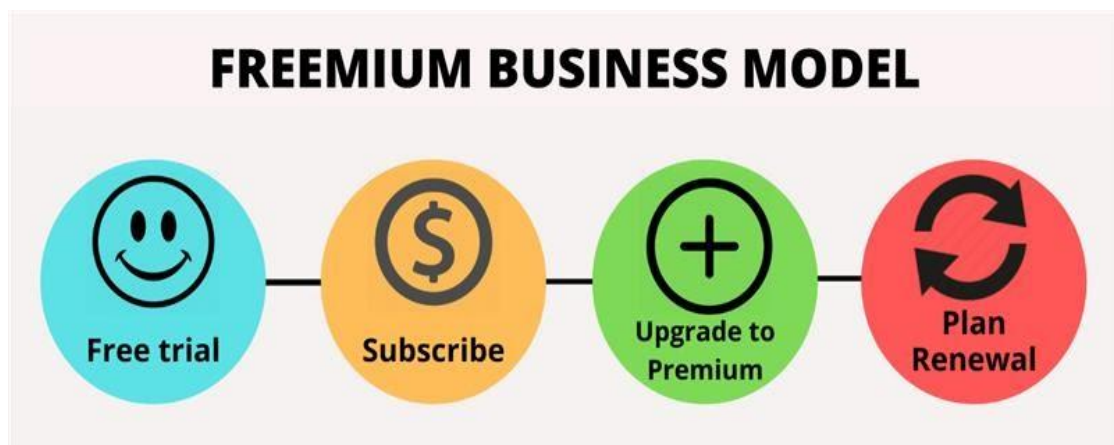 FREEMIUM BUSINESS MODEL
$
Free trial
Subscribe
Upgrade to
Premium
Plan
Renewal